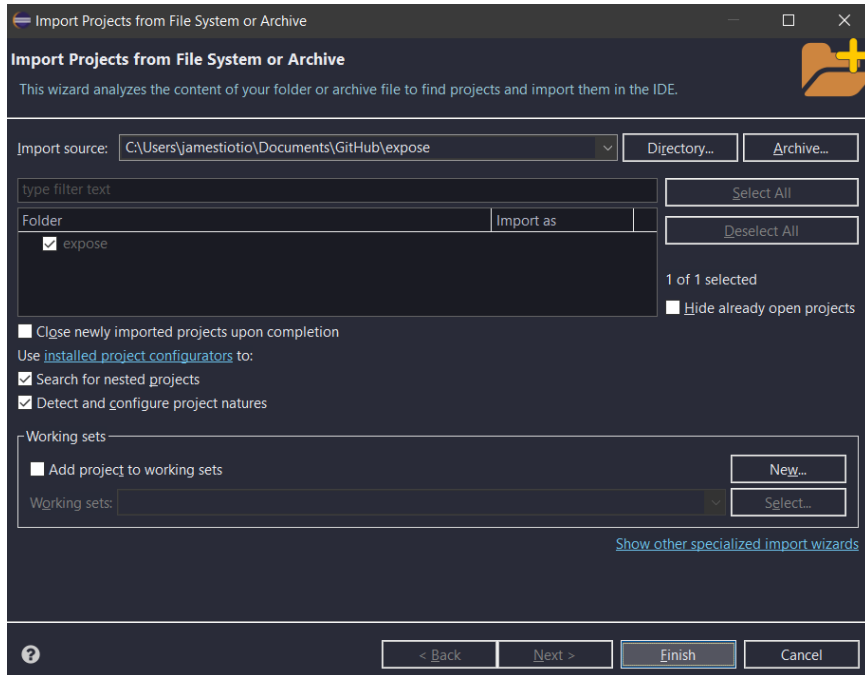 Import Projects from File System or Archive
Import Projects from File System or Archive
This wizard analyzes the content of your folder or archive file to find projects and import them in the IDE.
Import source: C:\Users\jamestiotio\Documents\GitHub\expose Directory... Archive...
type filter text Select All
Folder Import as Deselect All
expose
1 of 1 selected
Hide already open projects
Close newly imported projects upon completion
Use installed project configurators to:
Search for nested projects
Detect and configure project natures
Working sets
Add project to working sets New...
Working sets: Select...
Show other specialized import wizards
? < Back Next > Finish Cancel